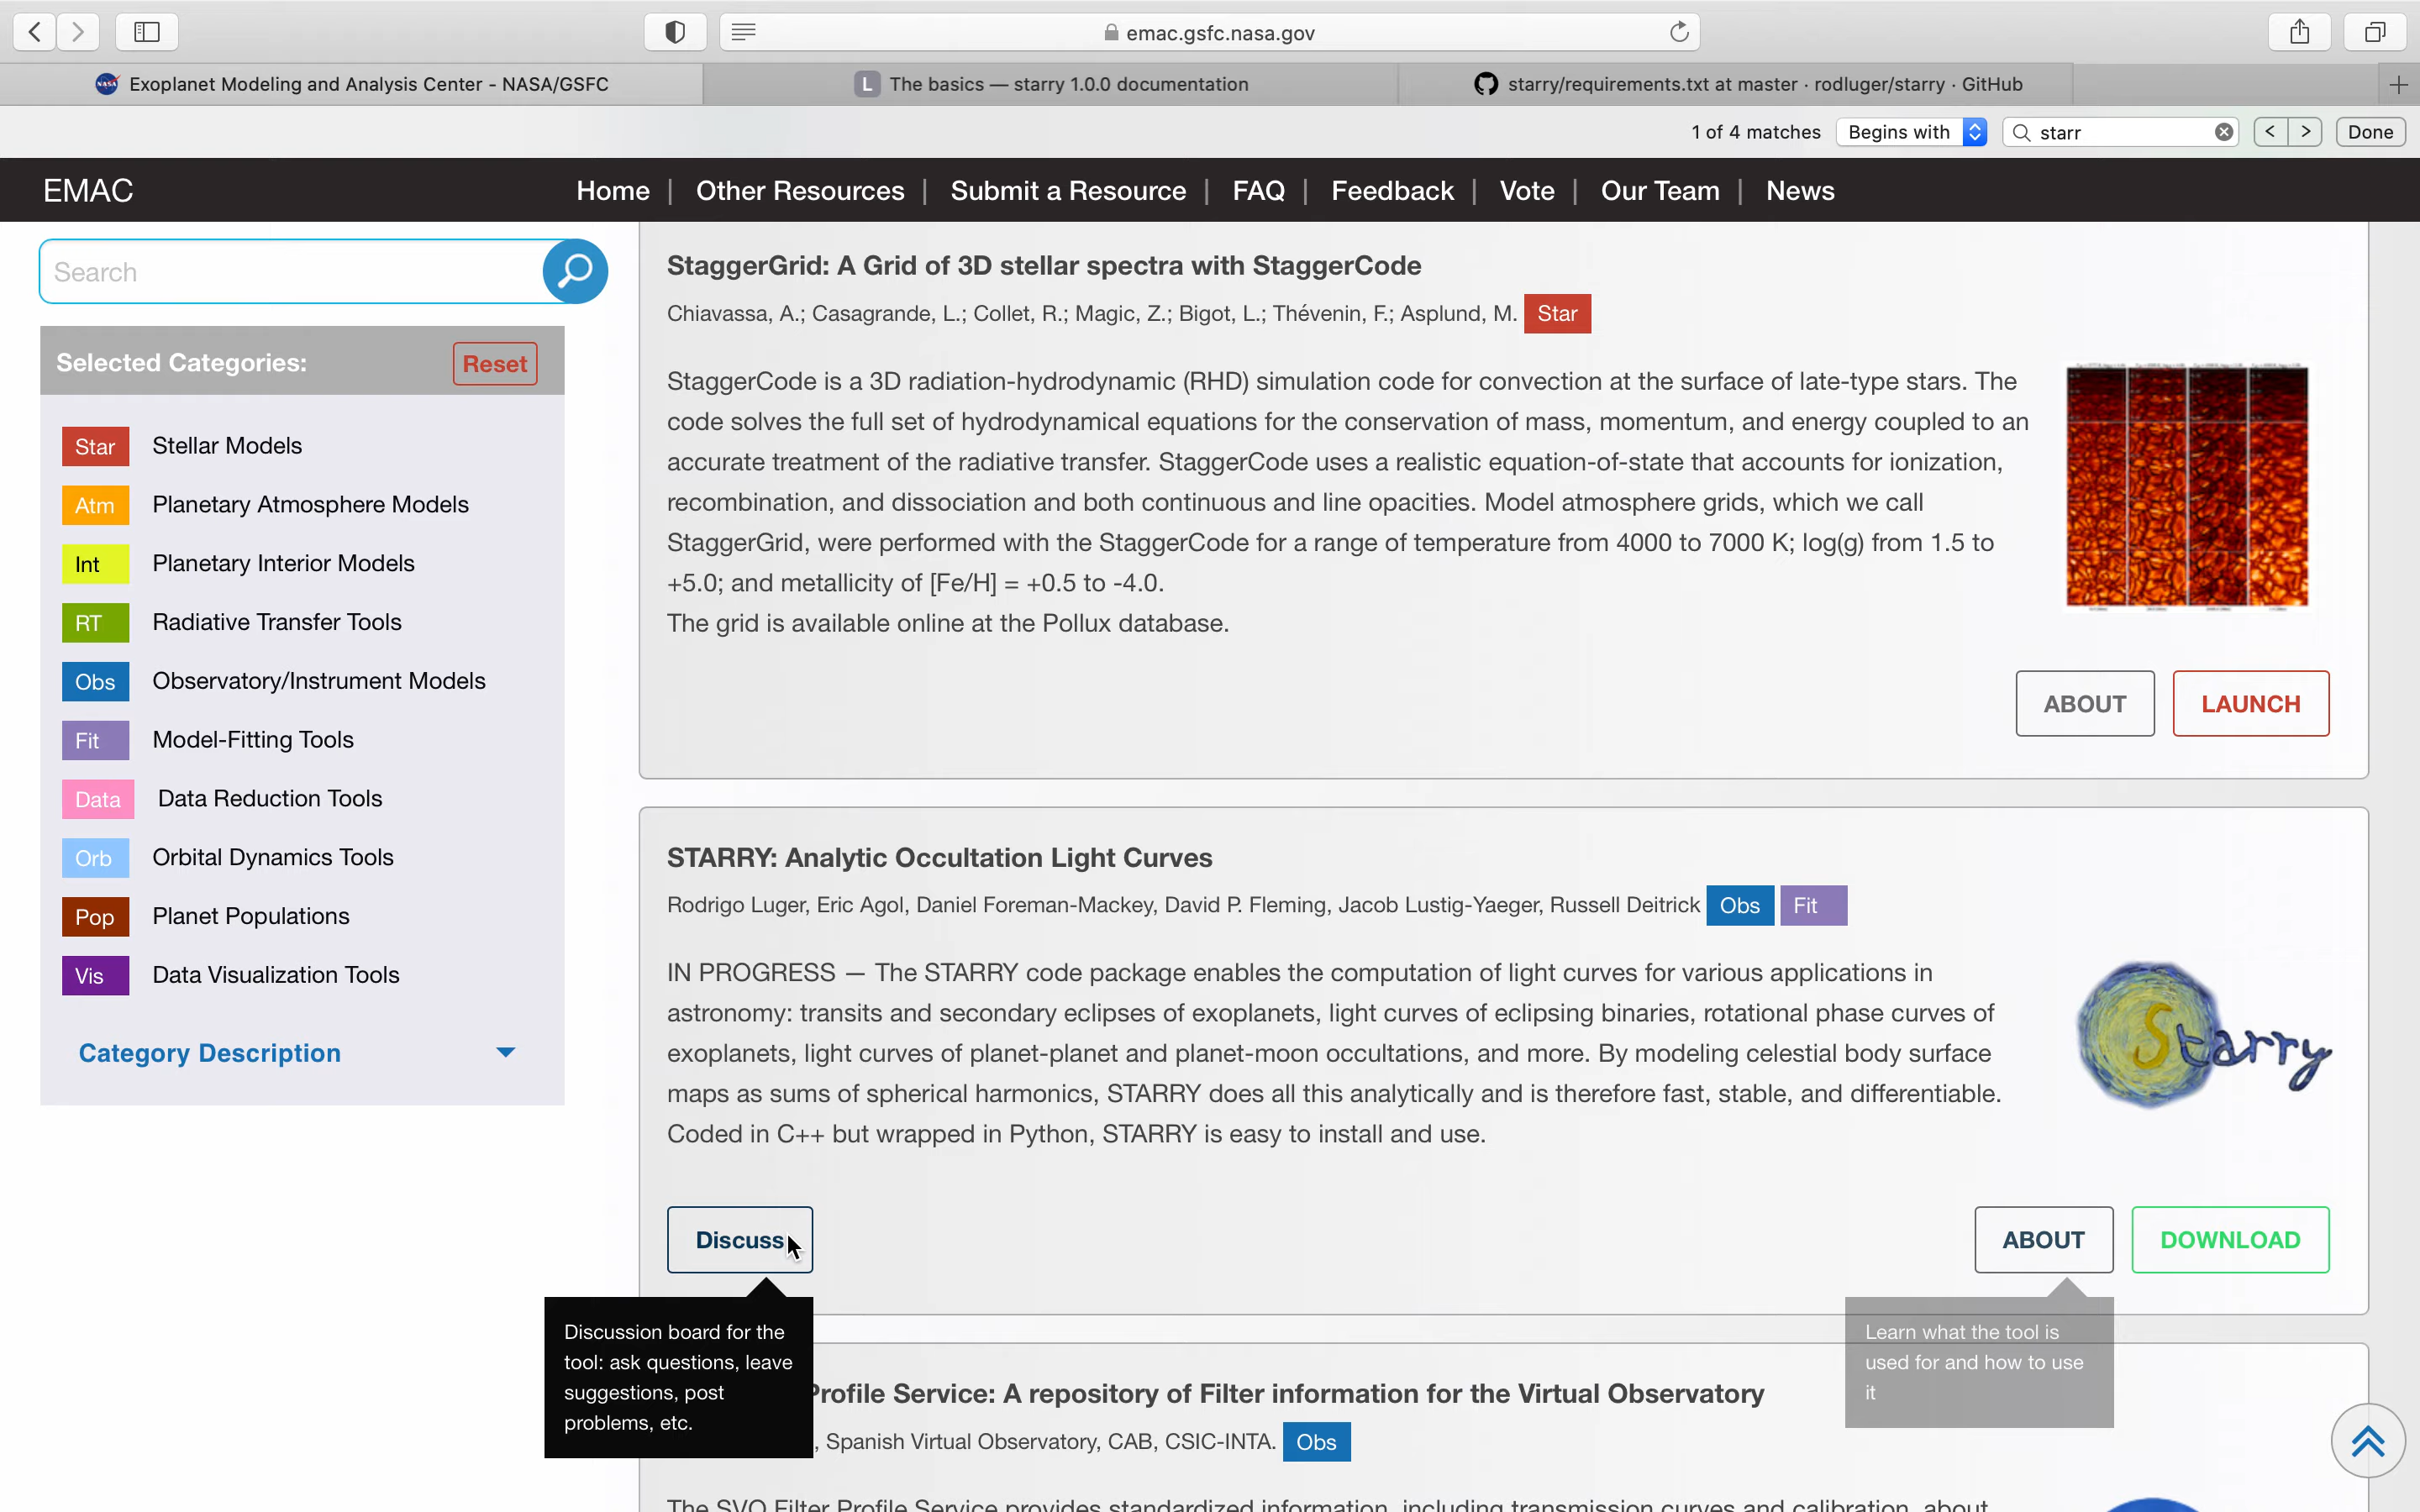 emac.gsfc.nasa.gov
Exoplanet Modeling and Analysis Center - NASA/GSFC
L The basics — starry 1.0.0 documentation
starry/requirements.txt at master · rodluger/starry · GitHub
1 of 4 matches Begins with starr Done
EMAC Home | Other Resources | Submit a Resource | FAQ | Feedback | Vote | Our Team | News
Search
Selected Categories: Reset
Star Stellar Models
Atm Planetary Atmosphere Models
Int Planetary Interior Models
RT Radiative Transfer Tools
Obs Observatory/Instrument Models
Fit Model-Fitting Tools
Data Data Reduction Tools
Orb Orbital Dynamics Tools
Pop Planet Populations
Vis Data Visualization Tools
Category Description
StaggerGrid: A Grid of 3D stellar spectra with StaggerCode
Chiavassa, A.; Casagrande, L.; Collet, R.; Magic, Z.; Bigot, L.; Thévenin, F.; Asplund, M. Star
StaggerCode is a 3D radiation-hydrodynamic (RHD) simulation code for convection at the surface of late-type stars. The
code solves the full set of hydrodynamical equations for the conservation of mass, momentum, and energy coupled to an
accurate treatment of the radiative transfer. StaggerCode uses a realistic equation-of-state that accounts for ionization,
recombination, and dissociation and both continuous and line opacities. Model atmosphere grids, which we call
StaggerGrid, were performed with the StaggerCode for a range of temperature from 4000 to 7000 K; log(g) from 1.5 to
+5.0; and metallicity of [Fe/H] = +0.5 to -4.0.
The grid is available online at the Pollux database.
ABOUT LAUNCH
STARRY: Analytic Occultation Light Curves
Rodrigo Luger, Eric Agol, Daniel Foreman-Mackey, David P. Fleming, Jacob Lustig-Yaeger, Russell Deitrick Obs Fit
IN PROGRESS — The STARRY code package enables the computation of light curves for various applications in
astronomy: transits and secondary eclipses of exoplanets, light curves of eclipsing binaries, rotational phase curves of
exoplanets, light curves of planet-planet and planet-moon occultations, and more. By modeling celestial body surface
maps as sums of spherical harmonics, STARRY does all this analytically and is therefore fast, stable, and differentiable.
Coded in C++ but wrapped in Python, STARRY is easy to install and use.
Starry
Discuss ABOUT DOWNLOAD
Discussion board for the
tool: ask questions, leave
suggestions, post
problems, etc.
Learn what the tool is
used for and how to use
it
Profile Service: A repository of Filter information for the Virtual Observatory
, Spanish Virtual Observatory, CAB, CSIC-INTA. Obs
The SVO Filter Profile Service provides standardized information, including transmission curves and calibration, about